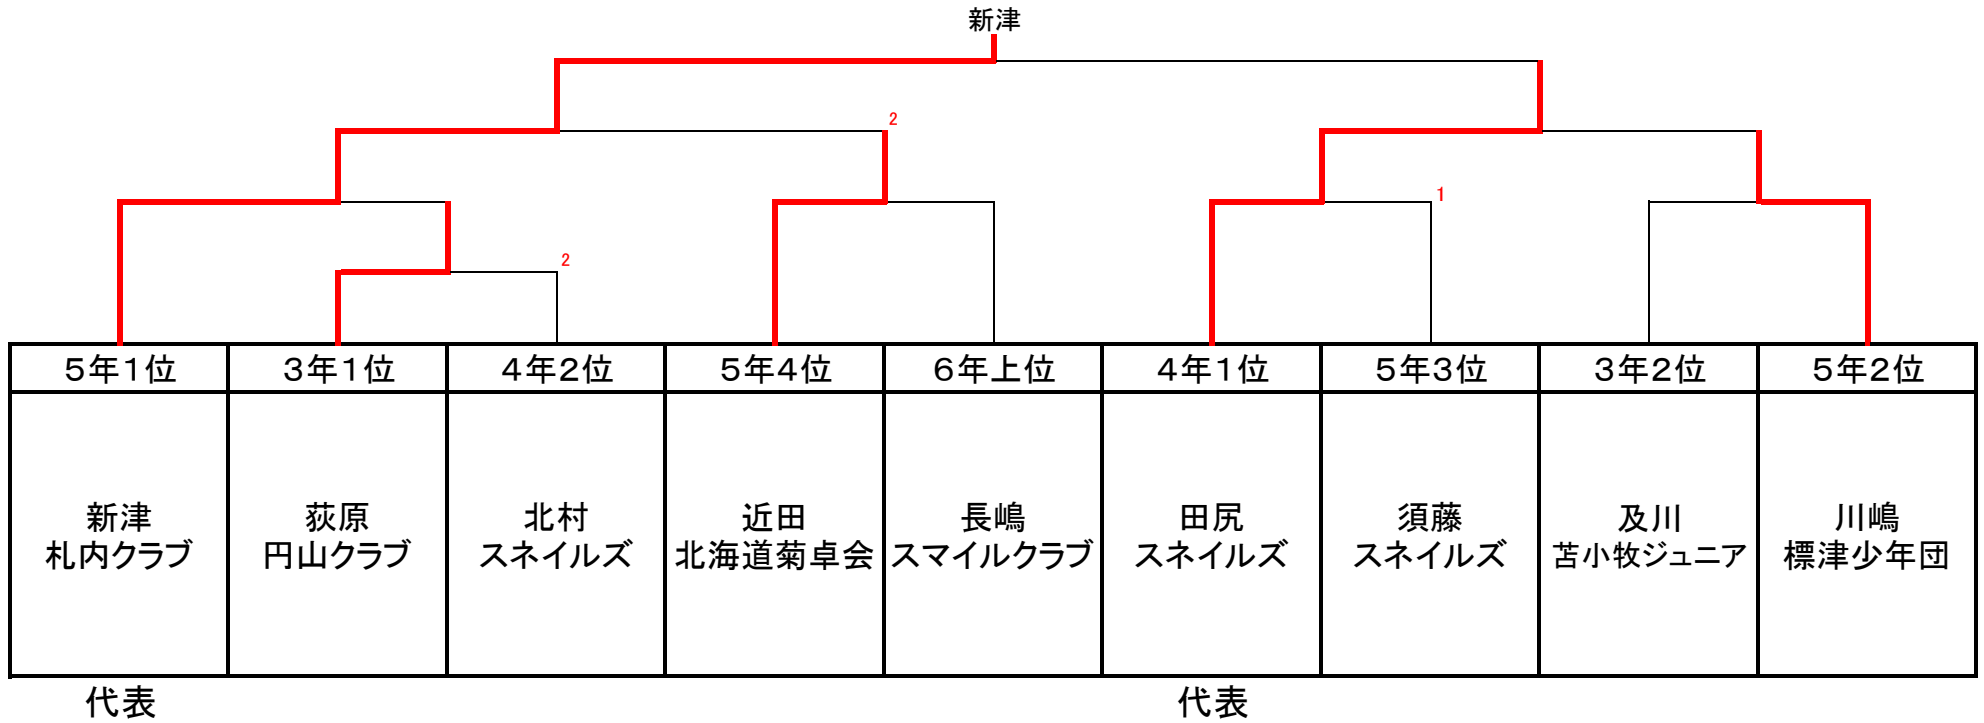 新津
2
1
2
5年1位 3年1位 4年2位 5年4位 6年上位 4年1位 5年3位 3年2位 5年2位
新津 荻原 北村 近田 長嶋 田尻 須藤 及川 川嶋
札内クラブ 円山クラブ スネイルズ 北海道菊卓会 スマイルクラブ スネイルズ スネイルズ 苫小牧ジュニア 標津少年団
代表 代表